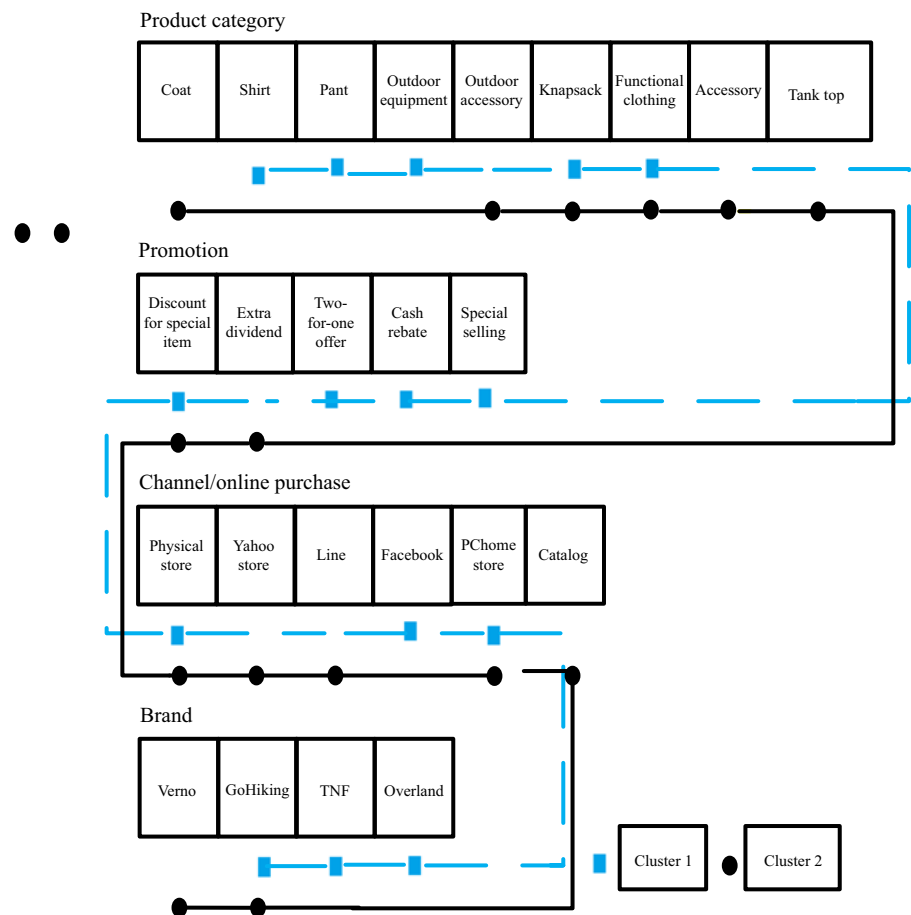 Product category
Coat
Shirt
Pant
Outdoor
equipment
Outdoor
accessory
Knapsack
Functional
clothing
Accessory
Tank top
Promotion
Discount
for special
item
Extra
dividend
Two-
for-one
offer
Cash
rebate
Special
selling
Channel/online purchase
Physical
store
Yahoo
store
Line
Facebook
PChome
store
Catalog
Brand
Verno
GoHiking
TNF
Overland
Cluster 1
Cluster 2